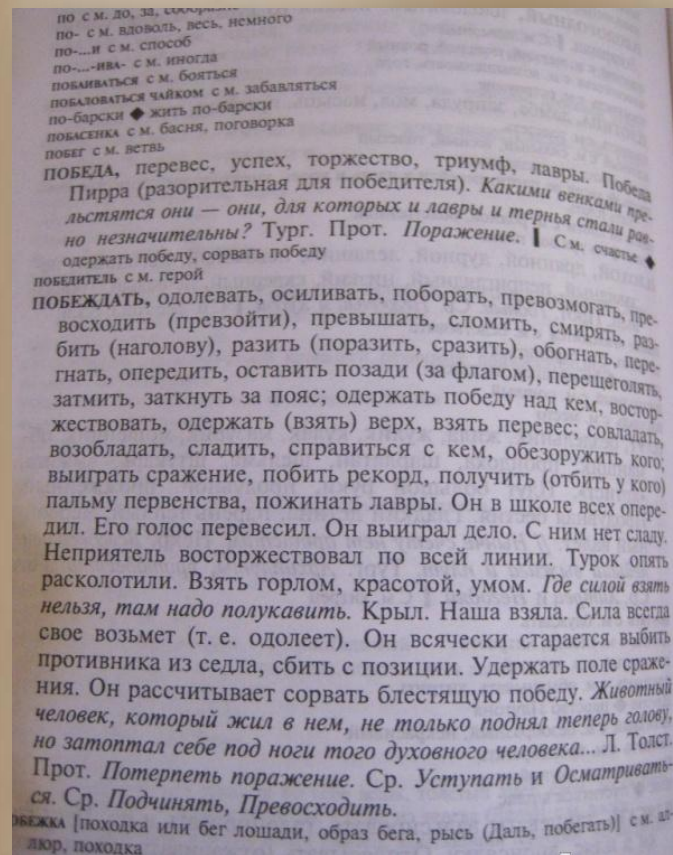 по с м. до, за, сообразно
по- с м. вдоволь, весь, немного
по-...и с м. способ
по-...-ива- с м. иногда
ПОБАИВАТЬСЯ с м. бояться
ПОБАЛОВАТЬСЯ ЧАЙКОМ с м. забавляться
по-барски ◆ жить по-барски
ПОБАСЕНКА с м. басня, поговорка
ПОБЕГ с м. ветвь
ПОБЕДА, перевес, успех, торжество, триумф, лавры. Победа
Пирра (разорительная для победителя). Какими венками пре-
льстятся они — они, для которых и лавры и тернья стали рав-
но незначительны? Тург. Прот. Поражение. ❙ С м. счастье ◆
одержать победу, сорвать победу
ПОБЕДИТЕЛЬ с м. герой
ПОБЕЖДАТЬ, одолевать, осиливать, поборать, превозмогать, пре-
восходить (превзойти), превышать, сломить, смирять, раз-
бить (наголову), разить (поразить, сразить), обогнать, пере-
гнать, опередить, оставить позади (за флагом), перещеголять,
затмить, заткнуть за пояс; одержать победу над кем, востор-
жествовать, одержать (взять) верх, взять перевес; совладать,
возобладать, сладить, справиться с кем, обезоружить кого;
выиграть сражение, побить рекорд, получить (отбить у кого)
пальму первенства, пожинать лавры. Он в школе всех опере-
дил. Его голос перевесил. Он выиграл дело. С ним нет сладу.
Неприятель восторжествовал по всей линии. Турок опять
расколотили. Взять горлом, красотой, умом. Где силой взять
нельзя, там надо полукавить. Крыл. Наша взяла. Сила всегда
свое возьмет (т. е. одолеет). Он всячески старается выбить
противника из седла, сбить с позиции. Удержать поле сраже-
ния. Он рассчитывает сорвать блестящую победу. Животный
человек, который жил в нем, не только поднял теперь голову,
но затоптал себе под ноги того духовного человека... Л. Толст.
Прот. Потерпеть поражение. Ср. Уступать и Осматривать-
ся. Ср. Подчинять, Превосходить.
ОБЕЖКА [походка или бег лошади, образ бега, рысь (Даль, побегать)] с м. ал-
люр, походка